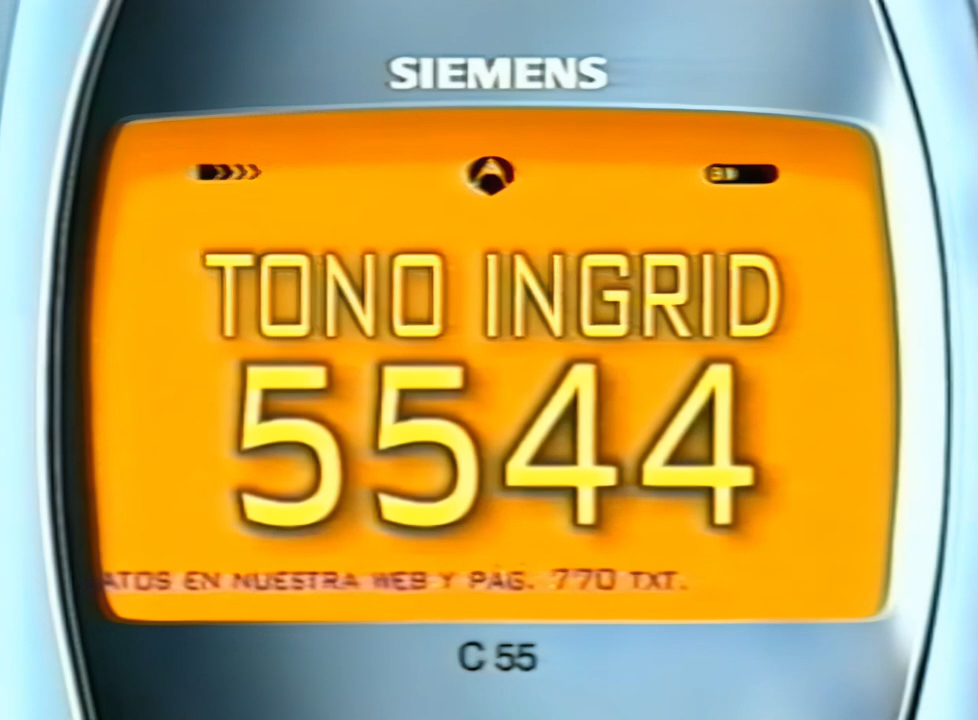 SIEMENS
TONO INGRID
5544
ATOS EN NUESTRA WEB Y PÁG. 770 TXT.
C 55